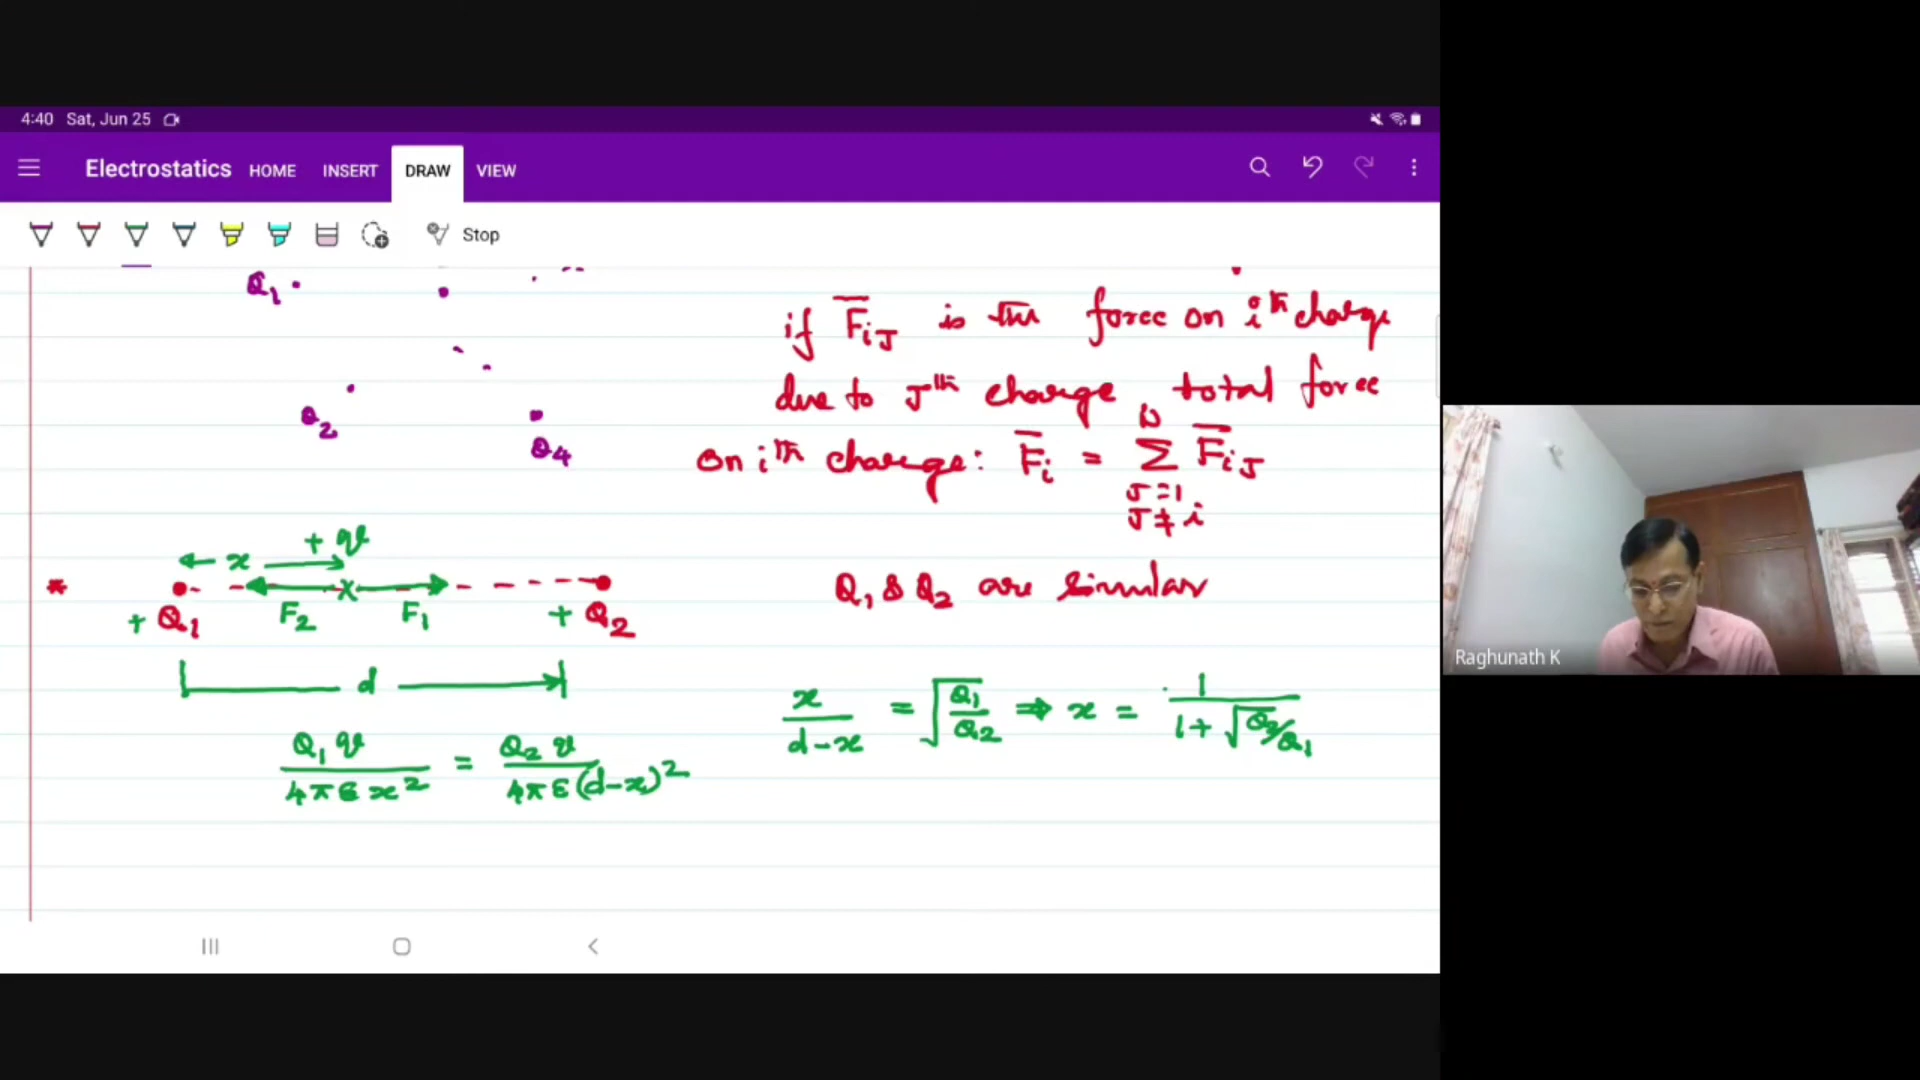 4:40 Sat, Jun 25
Electrostatics HOME INSERT DRAW VIEW
Stop
Q₁
Q₂
Q₄
if F̅ᵢJ is the force on iᵗʰ charge
due to Jᵗʰ charge total force
on iᵗʰ charge: F̅ᵢ = Σ F̅ᵢJ
J=1
J≠i
+q
x
* F₂ F₁
+Q₁ +Q₂
Q₁ & Q₂ are similar
d
Q₁q/4πεx² = Q₂q/4πε(d-x)²
x/d-x = √Q₁/Q₂ ⇒ x = 1/1+√Q₂/Q₁
Raghunath K